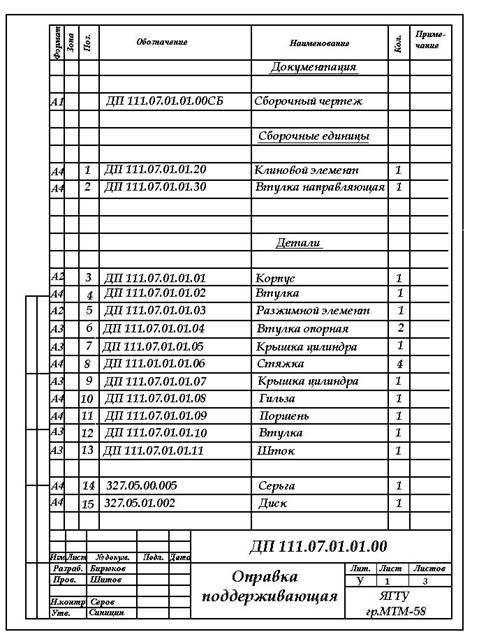 Формат Зона Поз. Обозначение Наименование Кол. Приме-
чание
Документация
А1 ДП 111.07.01.01.00СБ Сборочный чертеж
Сборочные единицы
А4 1 ДП 111.07.01.01.20 Клиновой элемент 1
А4 2 ДП 111.07.01.01.30 Втулка направляющая 1
Детали
А2 3 ДП 111.07.01.01.01 Корпус 1
А4 4 ДП 111.07.01.01.02 Втулка 1
А2 5 ДП 111.07.01.01.03 Разжимной элемент 1
А3 6 ДП 111.07.01.01.04 Втулка опорная 2
А3 7 ДП 111.07.01.01.05 Крышка цилиндра 1
А4 8 ДП 111.01.01.01.06 Стяжка 4
А3 9 ДП 111.07.01.01.07 Крышка цилиндра 1
А4 10 ДП 111.07.01.01.08 Гильза 1
А4 11 ДП 111.07.01.01.09 Поршень 1
А3 12 ДП 111.07.01.01.10 Втулка 1
А3 13 ДП 111.07.01.01.11 Шток 1
А4 14 327.05.00.005 Серьга 1
А4 15 327.05.01.002 Диск 1
ДП 111.07.01.01.00
Изм Лист № докум. Подп. Дата
Разраб. Бирюков
Пров. Шитов
Н.контр Серов
Утв. Синицин
Оправка
поддерживающая
Лит. Лист Листов
У 1 3
ЯГТУ
гр.МТМ-58